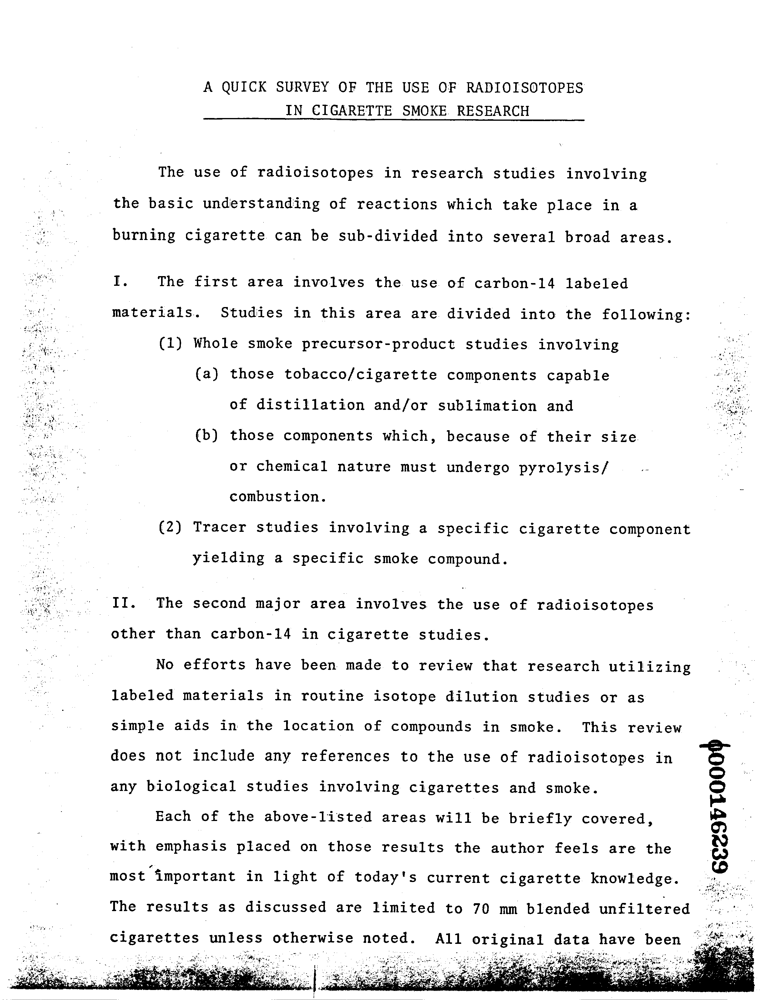 A QUICK SURVEY OF THE USE OF RADIOISOTOPES
IN CIGARETTE SMOKE RESEARCH
The use of radioisotopes in research studies involving
the basic understanding of reactions which take place in a
burning cigarette can be sub-divided into several broad areas.
I. The first area involves the use of carbon-14 labeled
materials. Studies in this area are divided into the following:
(1) Whole smoke precursor-product studies involving
(a) those tobacco/cigarette components capable
of distillation and/or sublimation and
(b) those components which, because of their size
or chemical nature must undergo pyrolysis/
combustion.
(2) Tracer studies involving a specific cigarette component
yielding a specific smoke compound.
II. The second major area involves the use of radioisotopes
other than carbon-14 in cigarette studies.
No efforts have been made to review that research utilizing
labeled materials in routine isotope dilution studies or as
simple aids in the location of compounds in smoke. This review
does not include any references to the use of radioisotopes in
any biological studies involving cigarettes and smoke.
Each of the above-listed areas will be briefly covered,
with emphasis placed on those results the author feels are the
most important in light of today's current cigarette knowledge.
The results as discussed are limited to 70 mm blended unfiltered
cigarettes unless otherwise noted. All original data have been
000146239